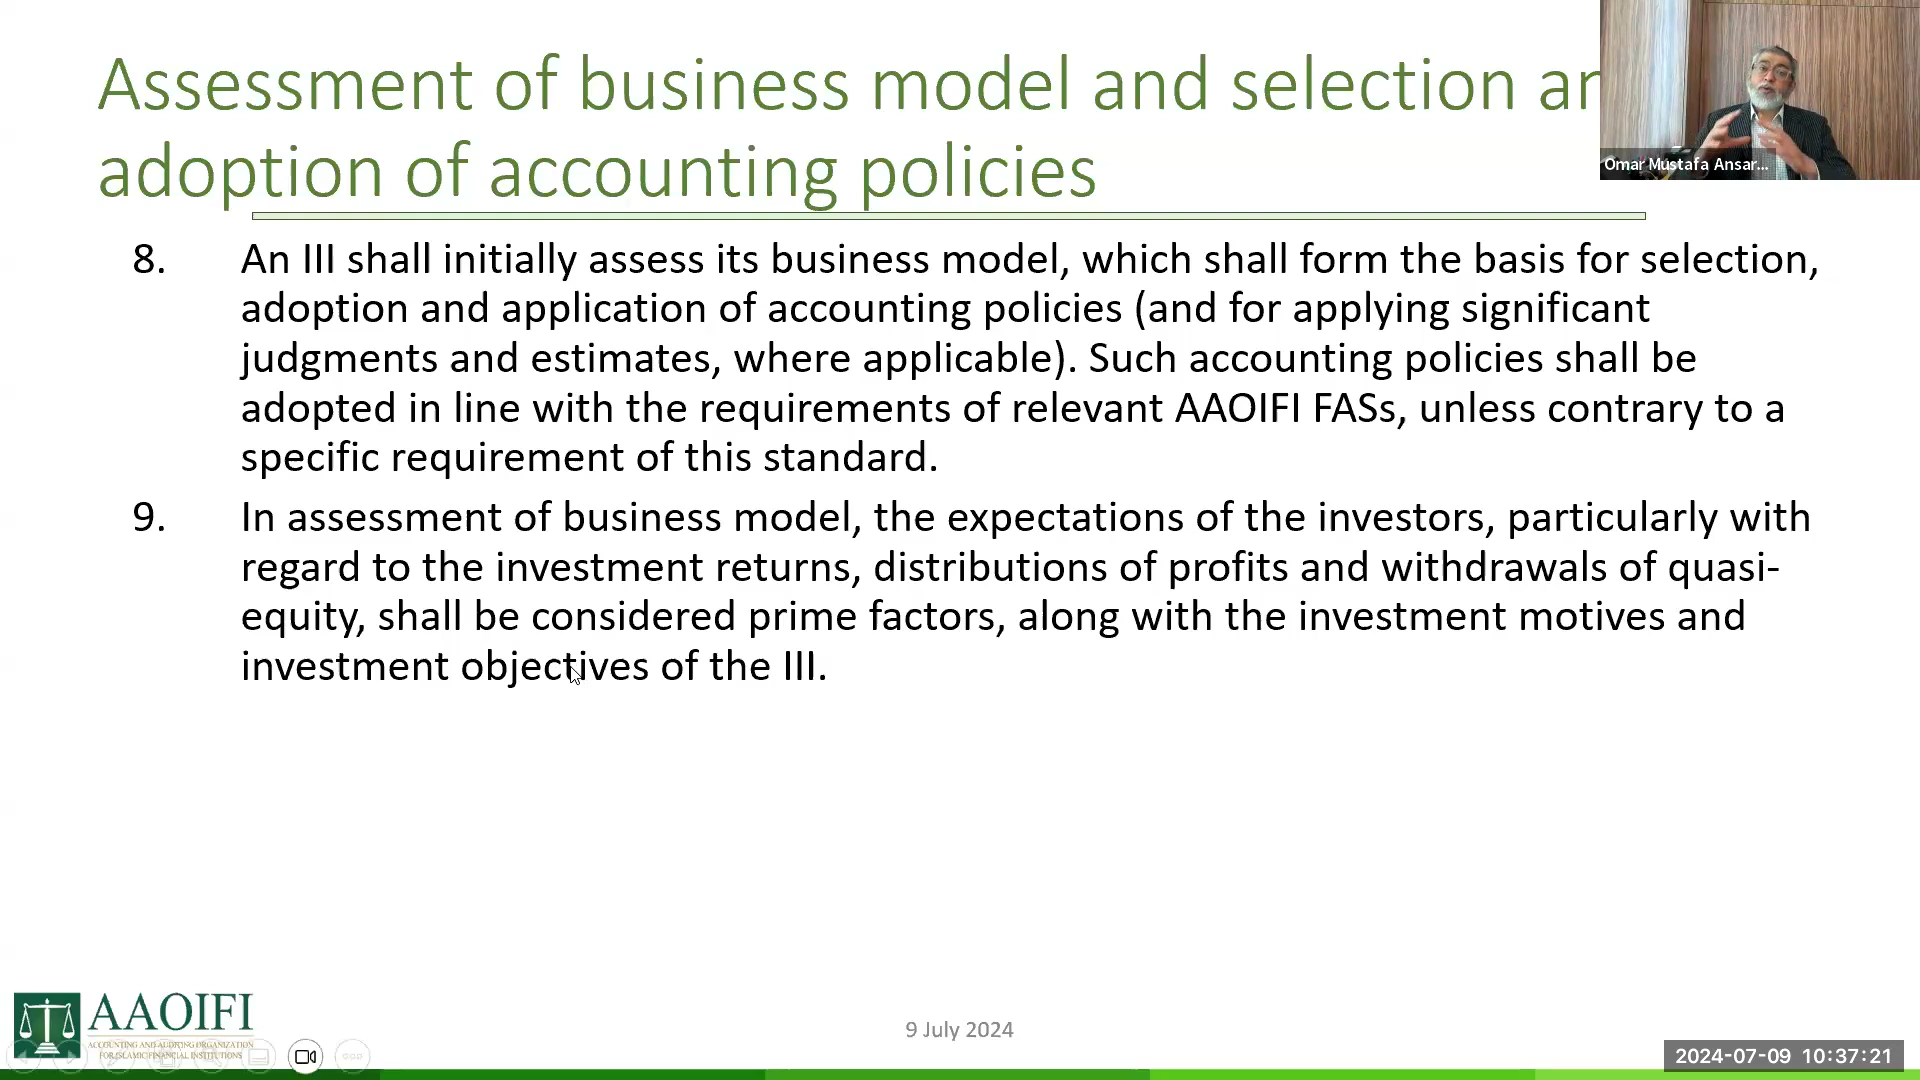 Assessment of business model and selection an
adoption of accounting policies
Omar Mustafa Ansar...
8. An III shall initially assess its business model, which shall form the basis for selection,
adoption and application of accounting policies (and for applying significant
judgments and estimates, where applicable). Such accounting policies shall be
adopted in line with the requirements of relevant AAOIFI FASs, unless contrary to a
specific requirement of this standard.
9. In assessment of business model, the expectations of the investors, particularly with
regard to the investment returns, distributions of profits and withdrawals of quasi-
equity, shall be considered prime factors, along with the investment motives and
investment objectives of the III.
AAOIFI
ACCOUNTING AND AUDITING ORGANIZATION
FOR ISLAMIC FINANCIAL INSTITUTIONS
9 July 2024
2024-07-09 10:37:21